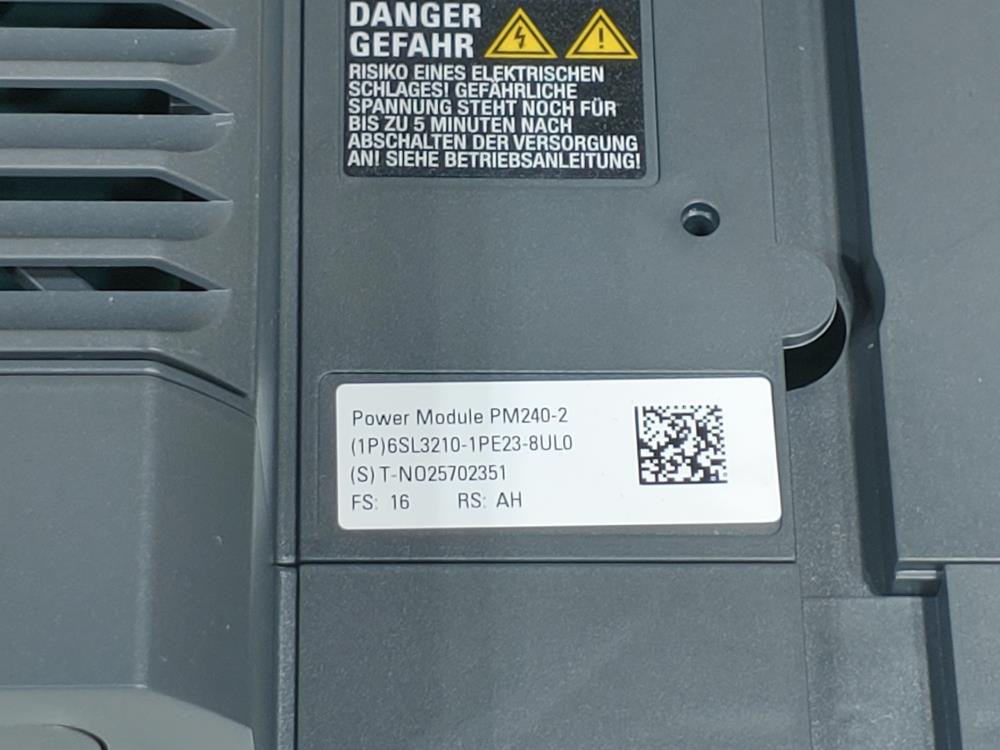 DANGER
GEFAHR
RISIKO EINES ELEKTRISCHEN
SCHLAGES! GEFÄHRLICHE
SPANNUNG STEHT NOCH FÜR
BIS ZU 5 MINUTEN NACH
ABSCHALTEN DER VERSORGUNG
AN! SIEHE BETRIEBSANLEITUNG!
Power Module PM240-2
(1P)6SL3210-1PE23-8UL0
(S)T-NO25702351
FS: 16 RS: AH